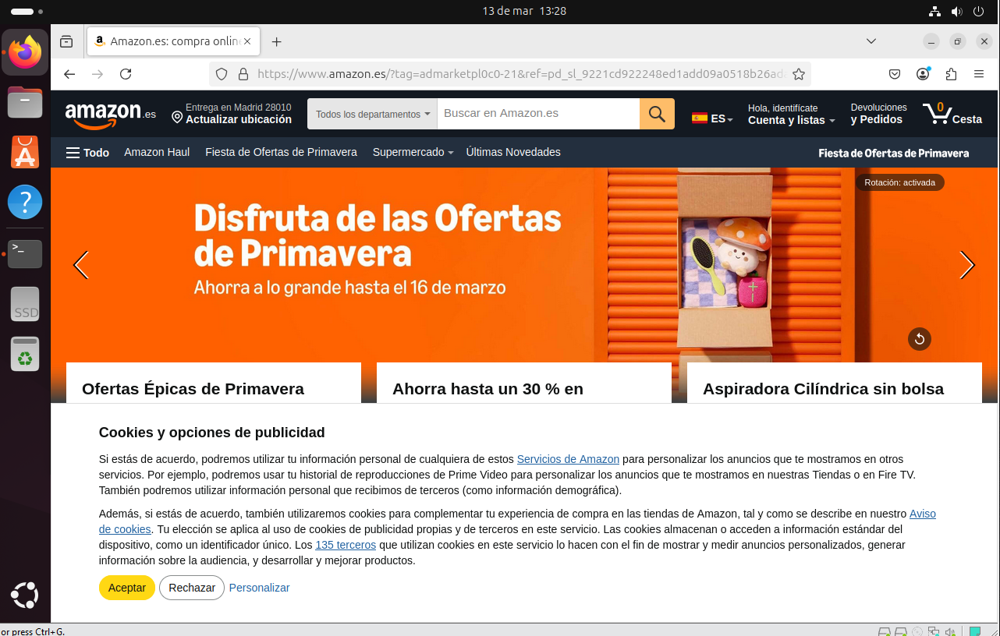 13 de mar 13:28
Amazon.es: compra online
https://www.amazon.es/?tag=admarketpl0c0-21&ref=pd_sl_9221cd922248ed1add09a0518b26ad
amazon.es
Entrega en Madrid 28010
Actualizar ubicación
Todos los departamentos
Buscar en Amazon.es
ES
Hola, identifícate
Cuenta y listas
Devoluciones
y Pedidos
0
Cesta
Todo
Amazon Haul
Fiesta de Ofertas de Primavera
Supermercado
Últimas Novedades
Fiesta de Ofertas de Primavera
Rotación: activada
Disfruta de las Ofertas
de Primavera
Ahorra a lo grande hasta el 16 de marzo
Ofertas Épicas de Primavera
Ahorra hasta un 30 % en
Aspiradora Cilíndrica sin bolsa
SSD
Cookies y opciones de publicidad
Si estás de acuerdo, podremos utilizar tu información personal de cualquiera de estos Servicios de Amazon para personalizar los anuncios que te mostramos en otros
servicios. Por ejemplo, podremos usar tu historial de reproducciones de Prime Video para personalizar los anuncios que te mostramos en nuestras Tiendas o en Fire TV.
También podremos utilizar información personal que recibimos de terceros (como información demográfica).
Además, si estás de acuerdo, también utilizaremos cookies para complementar tu experiencia de compra en las tiendas de Amazon, tal y como se describe en nuestro Aviso
de cookies. Tu elección se aplica al uso de cookies de publicidad propias y de terceros en este servicio. Las cookies almacenan o acceden a información estándar del
dispositivo, como un identificador único. Los 135 terceros que utilizan cookies en este servicio lo hacen con el fin de mostrar y medir anuncios personalizados, generar
información sobre la audiencia, y desarrollar y mejorar productos.
Aceptar
Rechazar
Personalizar
or press Ctrl+G.